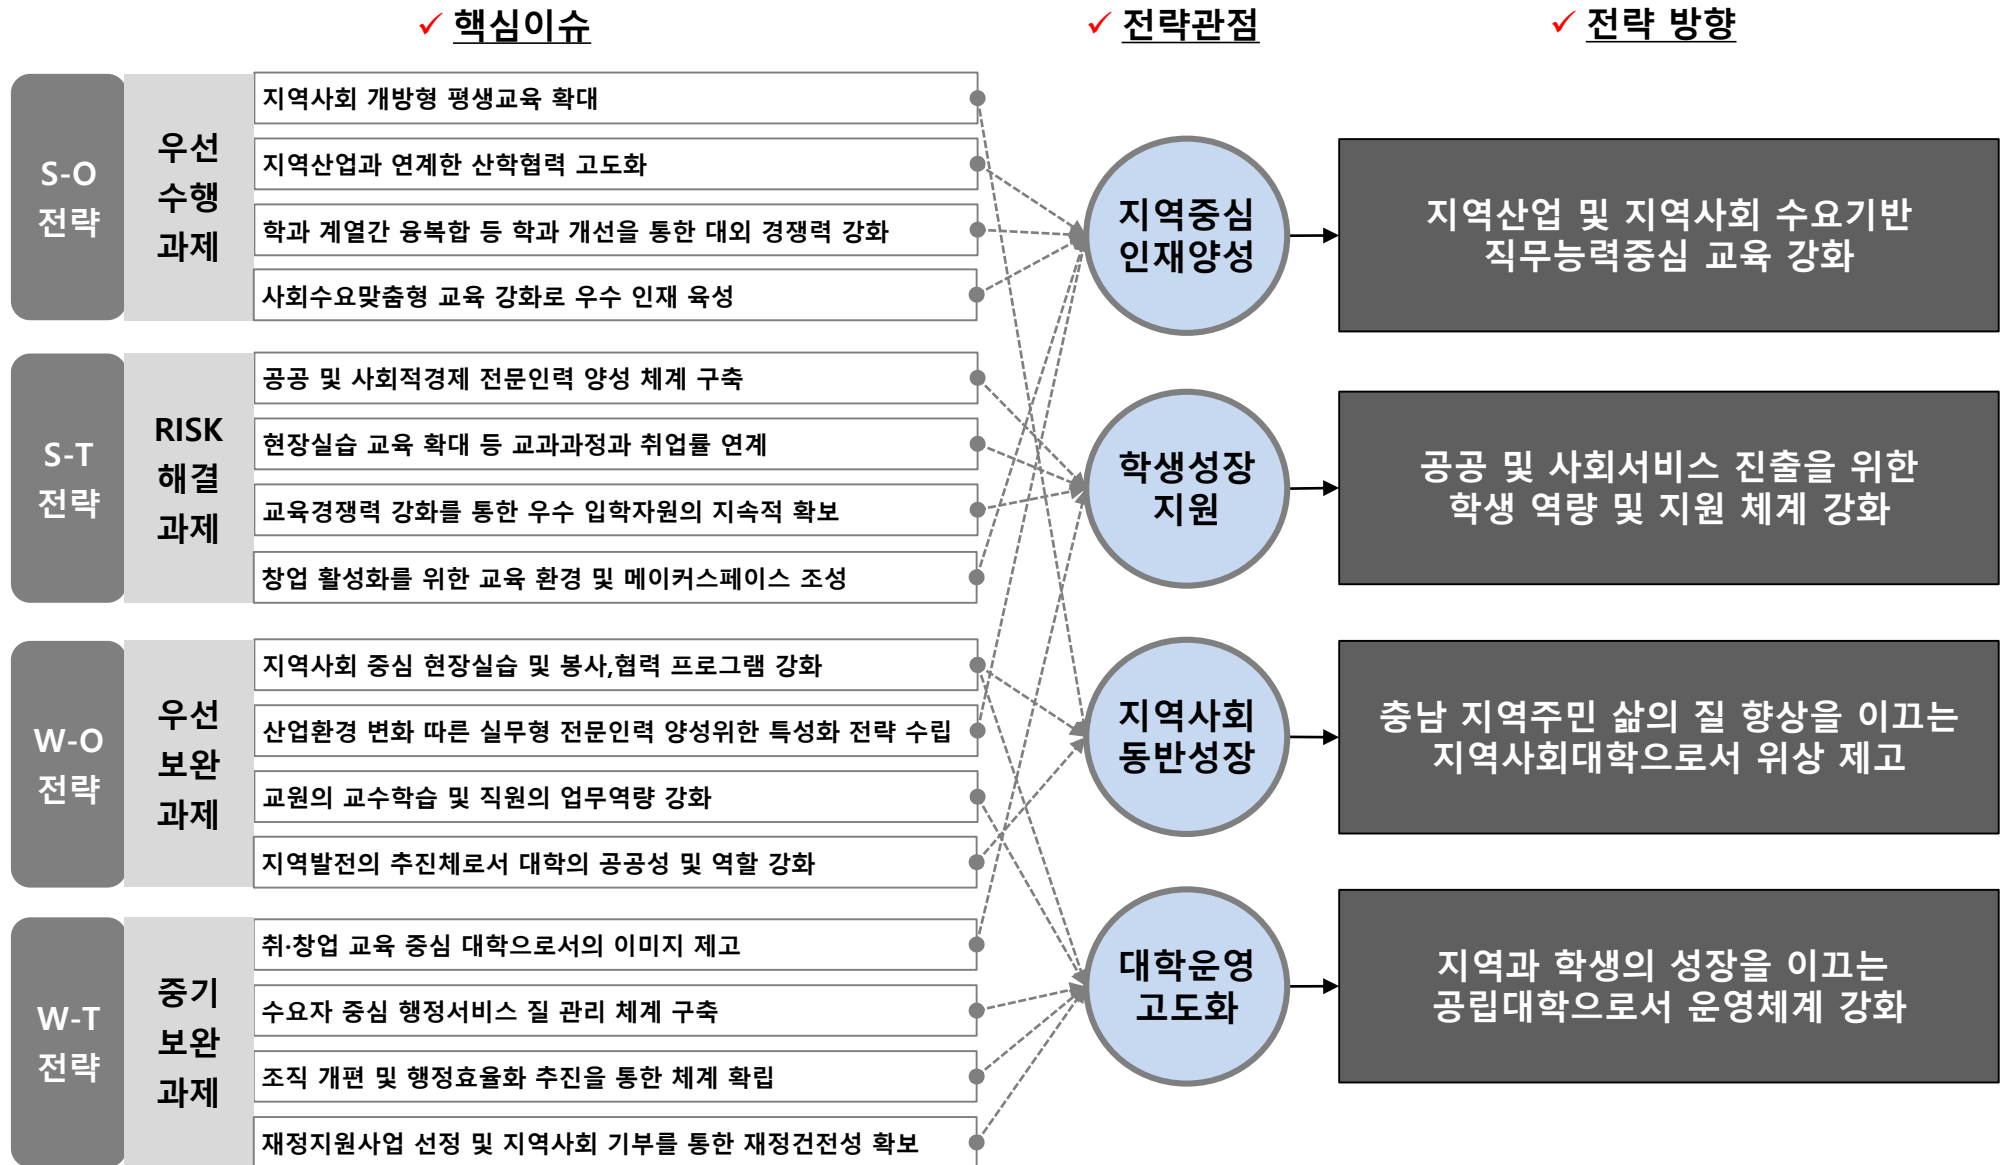 ✓ 핵심이슈
✓ 전략관점
✓ 전략 방향
S-O
전략
우선
수행
과제
지역사회 개방형 평생교육 확대
지역산업과 연계한 산학협력 고도화
학과 계열간 융복합 등 학과 개선을 통한 대외 경쟁력 강화
사회수요맞춤형 교육 강화로 우수 인재 육성
S-T
전략
RISK
해결
과제
공공 및 사회적경제 전문인력 양성 체계 구축
현장실습 교육 확대 등 교과과정과 취업률 연계
교육경쟁력 강화를 통한 우수 입학자원의 지속적 확보
창업 활성화를 위한 교육 환경 및 메이커스페이스 조성
W-O
전략
우선
보완
과제
지역사회 중심 현장실습 및 봉사,협력 프로그램 강화
산업환경 변화 따른 실무형 전문인력 양성위한 특성화 전략 수립
교원의 교수학습 및 직원의 업무역량 강화
지역발전의 추진체로서 대학의 공공성 및 역할 강화
W-T
전략
중기
보완
과제
취·창업 교육 중심 대학으로서의 이미지 제고
수요자 중심 행정서비스 질 관리 체계 구축
조직 개편 및 행정효율화 추진을 통한 체계 확립
재정지원사업 선정 및 지역사회 기부를 통한 재정건전성 확보
지역중심
인재양성
학생성장
지원
지역사회
동반성장
대학운영
고도화
지역산업 및 지역사회 수요기반
직무능력중심 교육 강화
공공 및 사회서비스 진출을 위한
학생 역량 및 지원 체계 강화
충남 지역주민 삶의 질 향상을 이끄는
지역사회대학으로서 위상 제고
지역과 학생의 성장을 이끄는
공립대학으로서 운영체계 강화